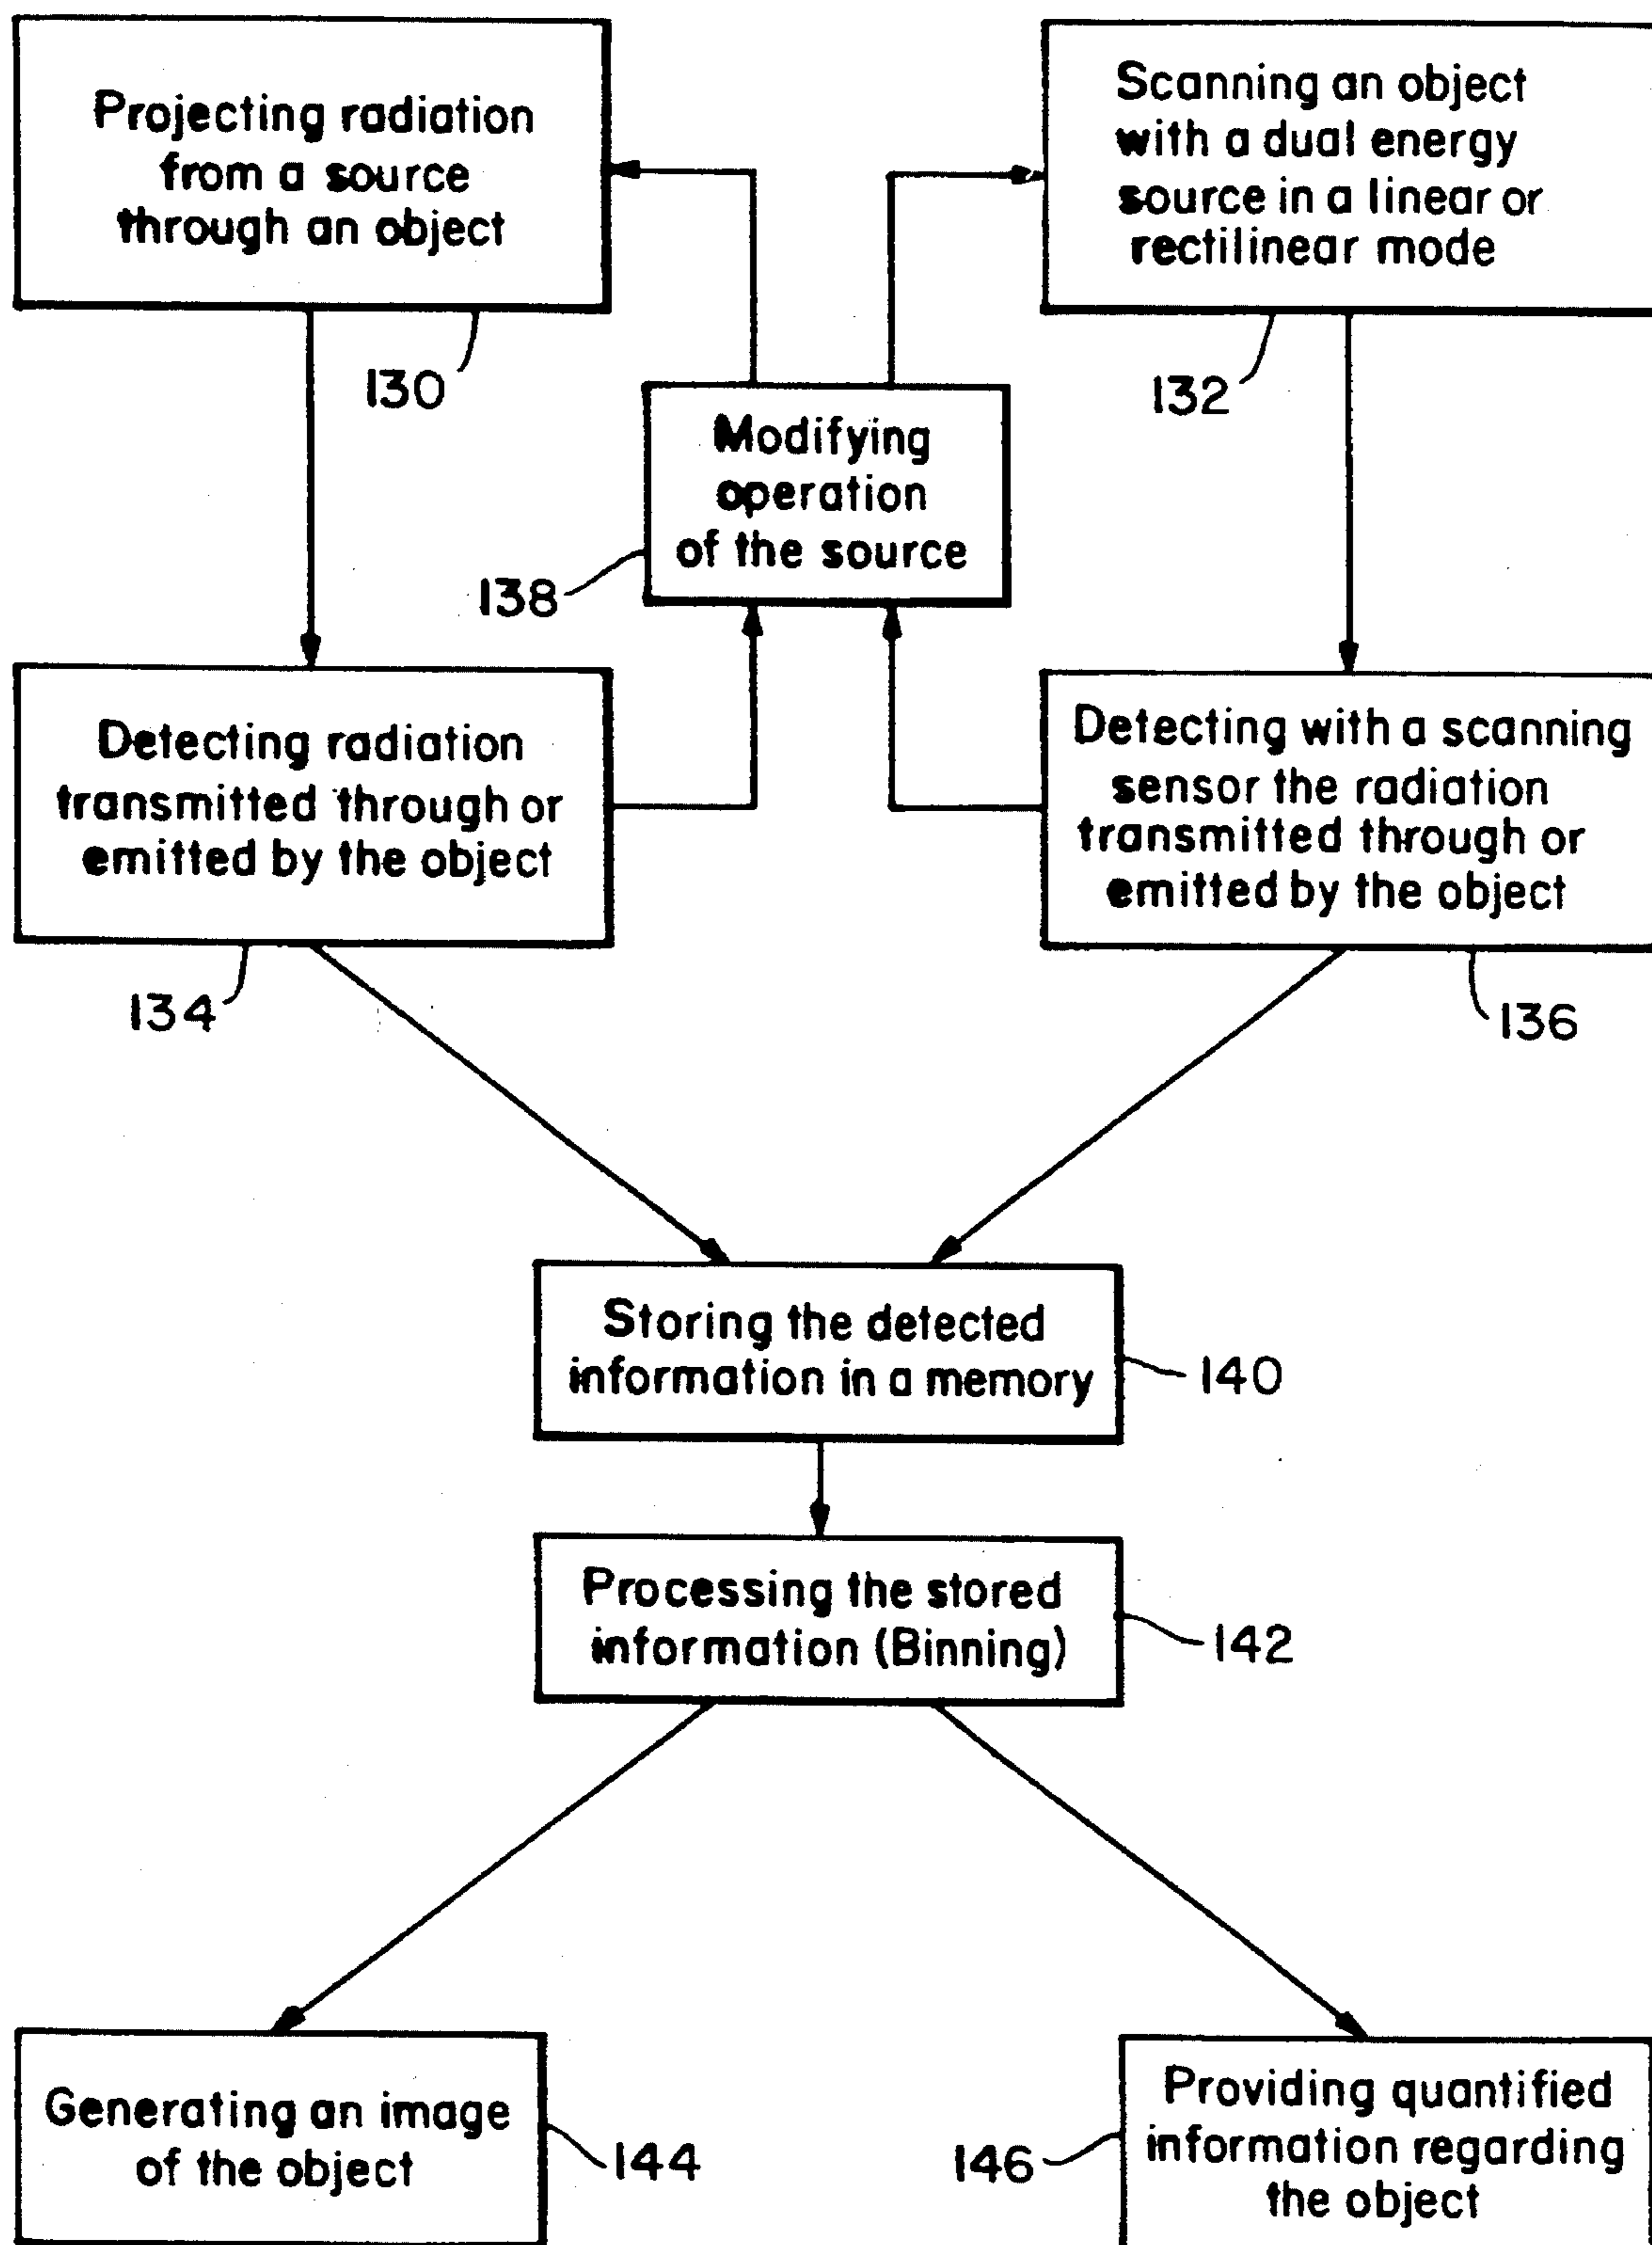 Projecting radiation
from a source
through an object
130
Scanning an object
with a dual energy
source in a linear or
rectilinear mode
132
Modifying
operation
of the source
138
Detecting radiation
transmitted through or
emitted by the object
134
Detecting with a scanning
sensor the radiation
transmitted through or
emitted by the object
136
Storing the detected
information in a memory
140
Processing the stored
information (Binning)
142
Generating an image
of the object
144
Providing quantified
information regarding
the object
146